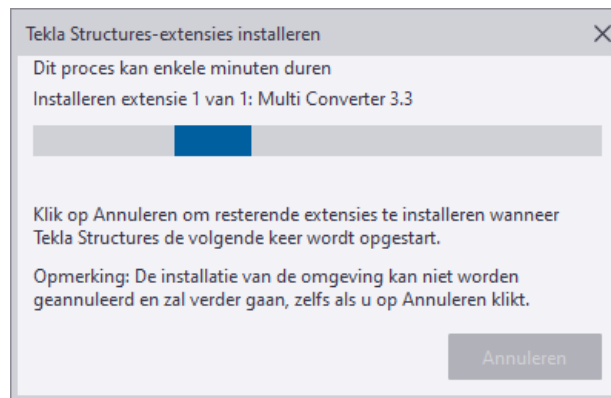 Tekla Structures-extensies installeren
Dit proces kan enkele minuten duren
Installeren extensie 1 van 1: Multi Converter 3.3
Klik op Annuleren om resterende extensies te installeren wanneer
Tekla Structures de volgende keer wordt opgestart.
Opmerking: De installatie van de omgeving kan niet worden
geannuleerd en zal verder gaan, zelfs als u op Annuleren klikt.
Annuleren